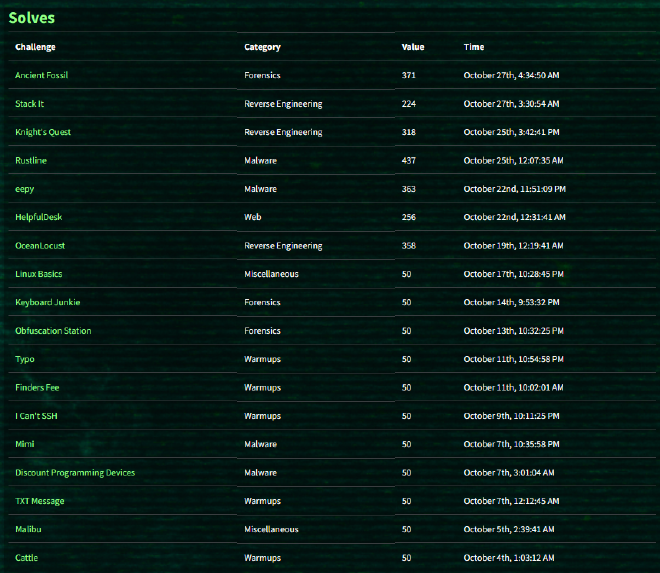 Solves
Challenge Category Value Time
Ancient Fossil Forensics 371 October 27th, 4:34:50 AM
Stack It Reverse Engineering 224 October 27th, 3:30:54 AM
Knight's Quest Reverse Engineering 318 October 25th, 3:42:41 PM
Rustline Malware 437 October 25th, 12:07:35 AM
eepy Malware 363 October 22nd, 11:51:09 PM
HelpfulDesk Web 256 October 22nd, 12:31:41 AM
OceanLocust Reverse Engineering 358 October 19th, 12:19:41 AM
Linux Basics Miscellaneous 50 October 17th, 10:28:45 PM
Keyboard Junkie Forensics 50 October 14th, 9:53:32 PM
Obfuscation Station Forensics 50 October 13th, 10:32:25 PM
Typo Warmups 50 October 11th, 10:54:58 PM
Finders Fee Warmups 50 October 11th, 10:02:01 AM
I Can't SSH Warmups 50 October 9th, 10:11:25 PM
Mimi Malware 50 October 7th, 10:35:58 PM
Discount Programming Devices Malware 50 October 7th, 3:01:04 AM
TXT Message Warmups 50 October 7th, 12:12:45 AM
Malibu Miscellaneous 50 October 5th, 2:39:41 AM
Cattle Warmups 50 October 4th, 1:03:12 AM